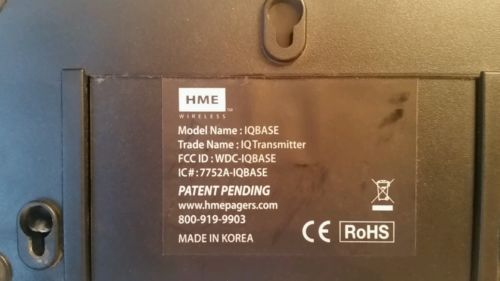 HME
WIRELESS
TM
Model Name : IQBASE
Trade Name : IQ Transmitter
FCC ID : WDC-IQBASE
IC# : 7752A-IQBASE
PATENT PENDING
www.hmepagers.com
800-919-9903
MADE IN KOREA
CE RoHS